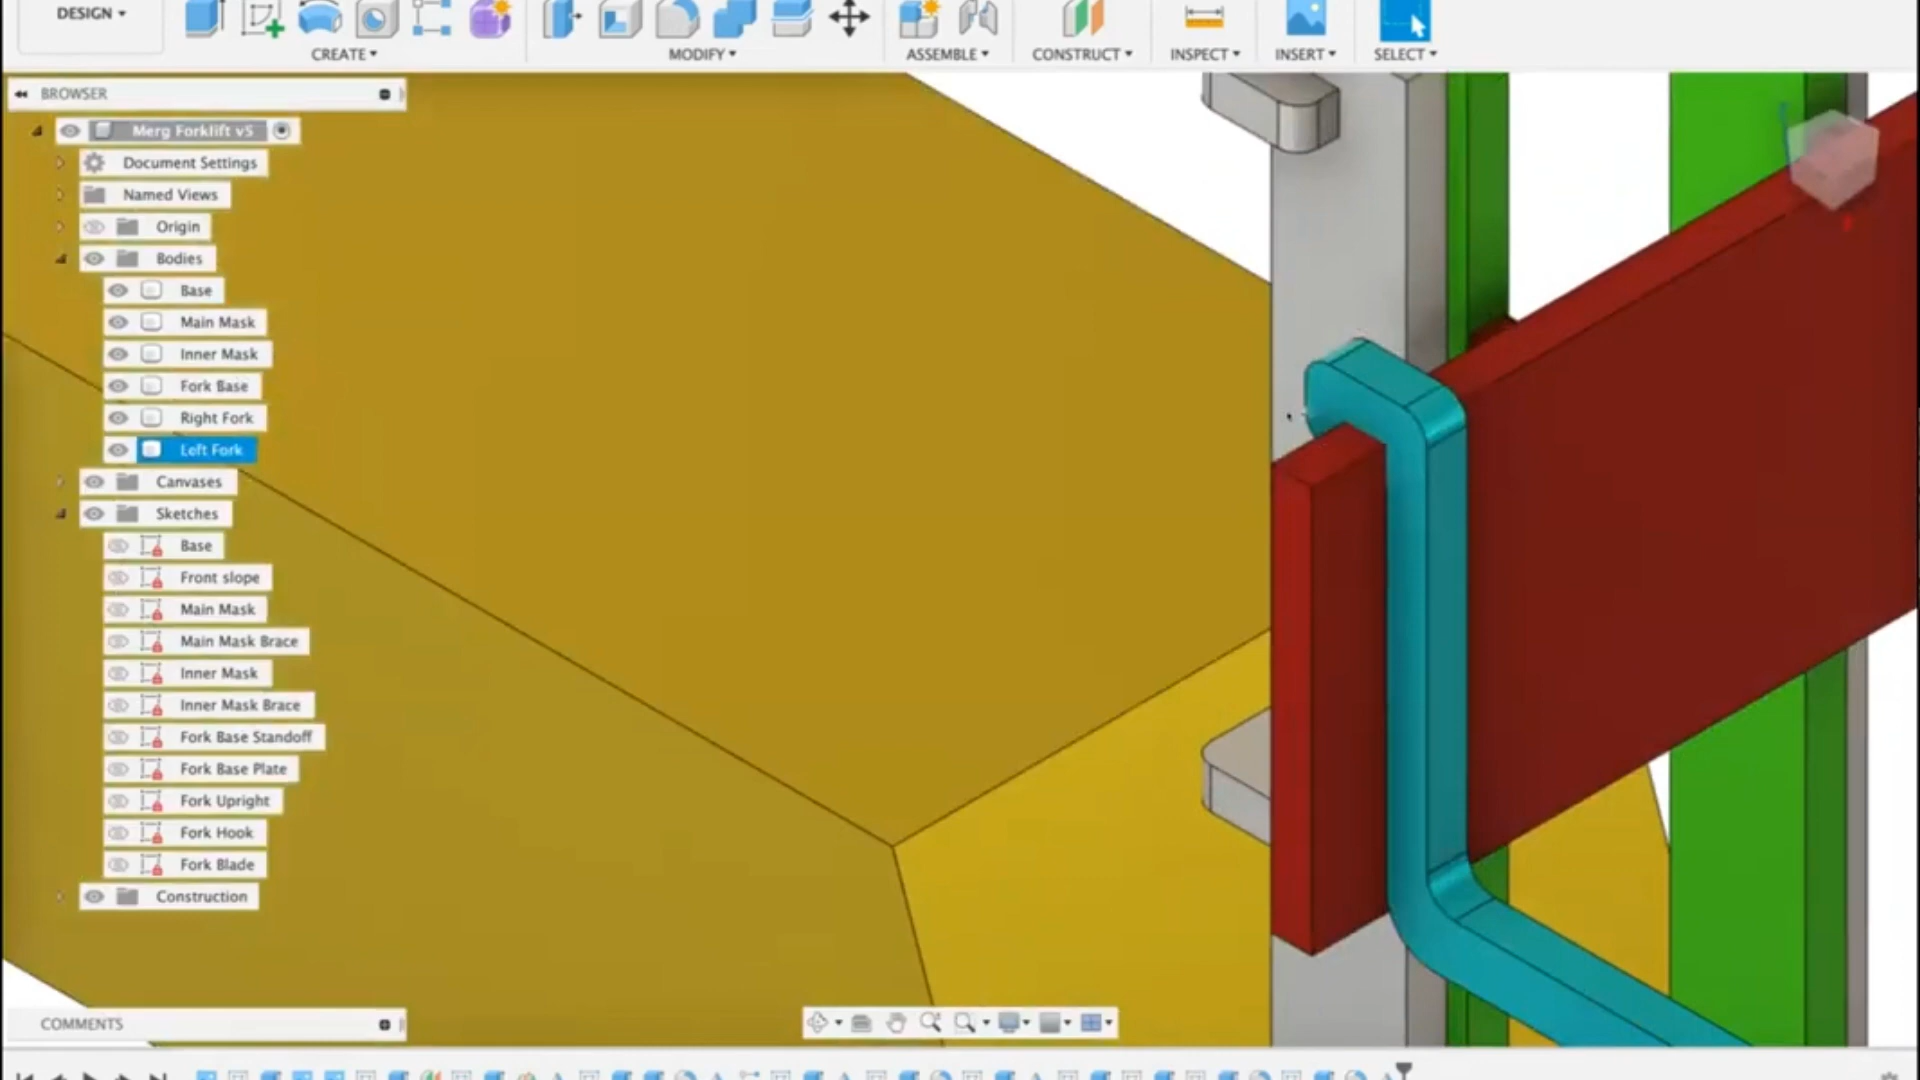 DESIGN
CREATE
MODIFY
ASSEMBLE
CONSTRUCT
INSPECT
INSERT
SELECT
BROWSER
Merg Forklift v5
Document Settings
Named Views
Origin
Bodies
Base
Main Mask
Inner Mask
Fork Base
Right Fork
Left Fork
Canvases
Sketches
Base
Front slope
Main Mask
Main Mask Brace
Inner Mask
Inner Mask Brace
Fork Base Standoff
Fork Base Plate
Fork Upright
Fork Hook
Fork Blade
Construction
COMMENTS